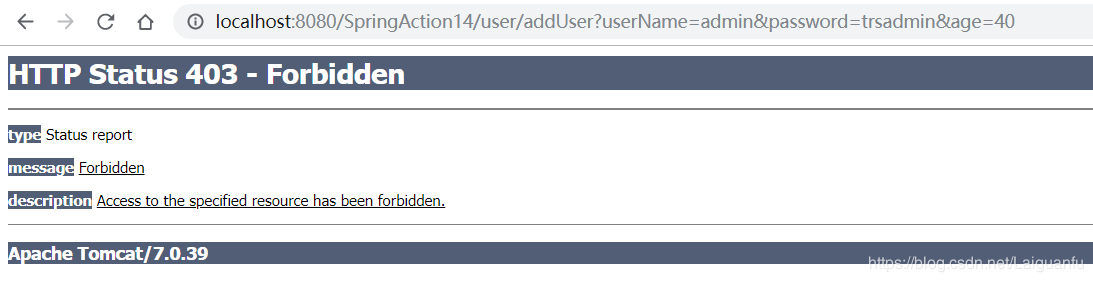 localhost:8080/SpringAction14/user/addUser?userName=admin&password=trsadmin&age=40
HTTP Status 403 - Forbidden
type Status report
message Forbidden
description Access to the specified resource has been forbidden.
Apache Tomcat/7.0.39
https://blog.csdn.net/Laiguanfu